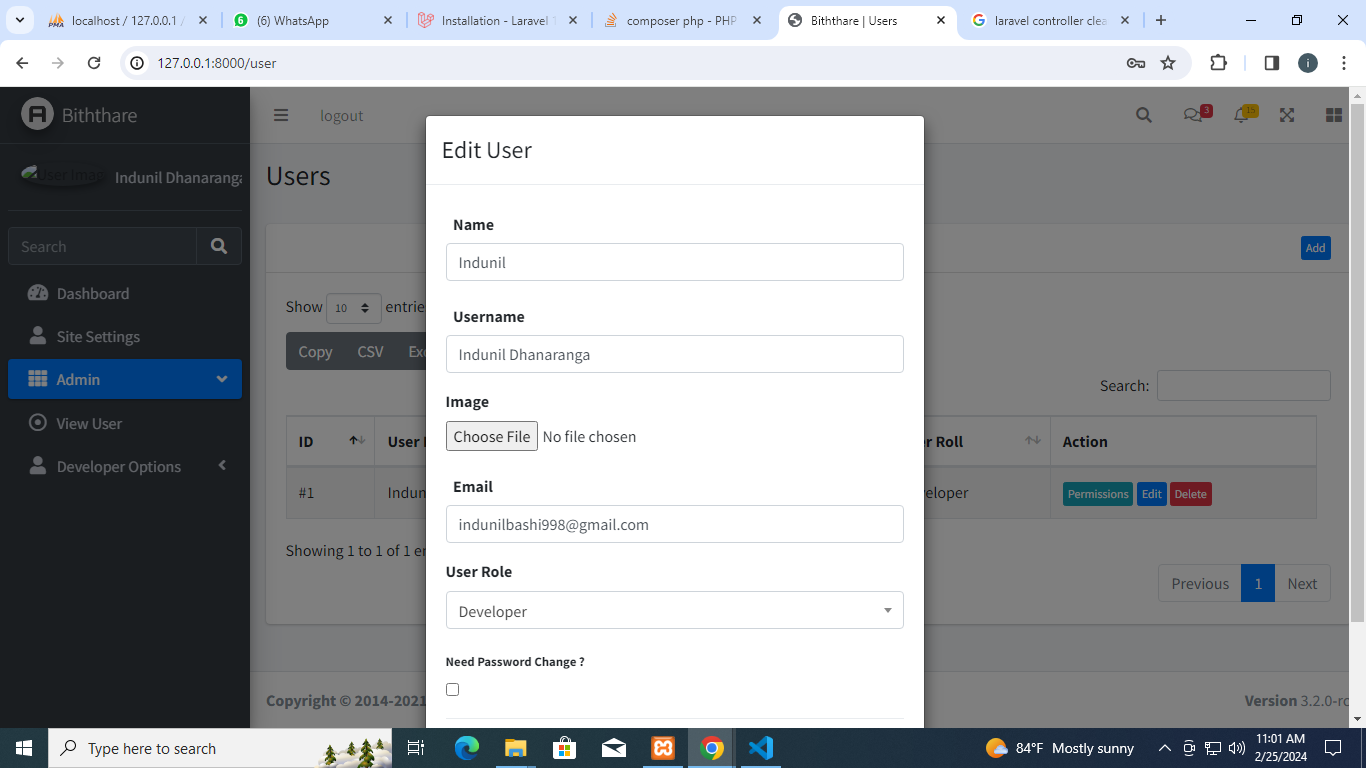 localhost / 127.0.0.1 /
(6) WhatsApp
Installation - Laravel 1
composer php - PHP
Biththare | Users
laravel controller clea
127.0.0.1:8000/user
i
Biththare
logout
3
15
User Imag
Indunil Dhanaranga
Search
Dashboard
Site Settings
Admin
View User
Developer Options
Users
Add
Show 10 entrie
Copy CSV Exc
Search:
ID
User
er Roll
Action
#1
Indun
veloper
Permissions Edit Delete
Showing 1 to 1 of 1 en
Previous 1 Next
Copyright © 2014-2021
Version 3.2.0-rc
Edit User
Name
Indunil
Username
Indunil Dhanaranga
Image
Choose File No file chosen
Email
indunilbashi998@gmail.com
User Role
Developer
Need Password Change ?
Type here to search
84°F Mostly sunny
11:01 AM
2/25/2024